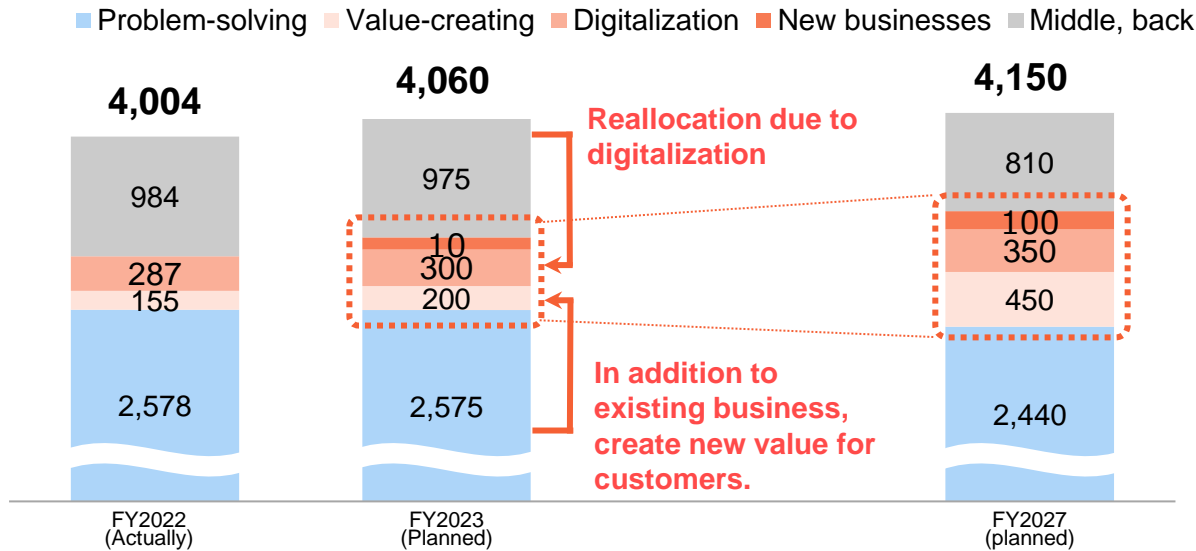 Problem-solving Value-creating Digitalization New businesses Middle, back
4,004
4,060
4,150
984
287
155
2,578
975
10
300
200
2,575
810
100
350
450
2,440
Reallocation due to
digitalization
In addition to
existing business,
create new value for
customers.
FY2022
(Actually)
FY2023
(Planned)
FY2027
(planned)